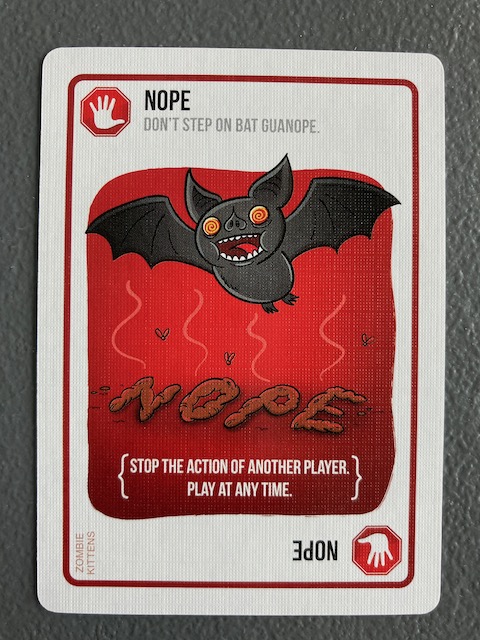 NOPE
DON'T STEP ON BAT GUANOPE.
NOPE
{STOP THE ACTION OF ANOTHER PLAYER.
PLAY AT ANY TIME.}
ZOMBIE
KITTENS
NOPE